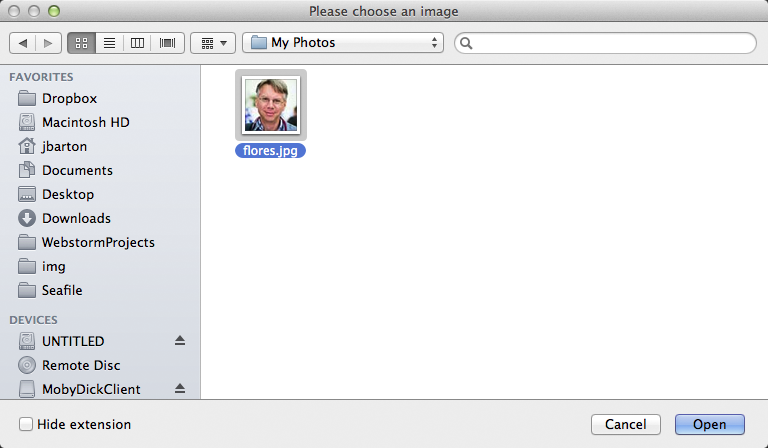 Please choose an image
My Photos
FAVORITES
Dropbox
Macintosh HD
jbarton
Documents
Desktop
Downloads
WebstormProjects
img
Seafile
DEVICES
UNTITLED
Remote Disc
MobyDickClient
flores.jpg
Hide extension
Cancel
Open